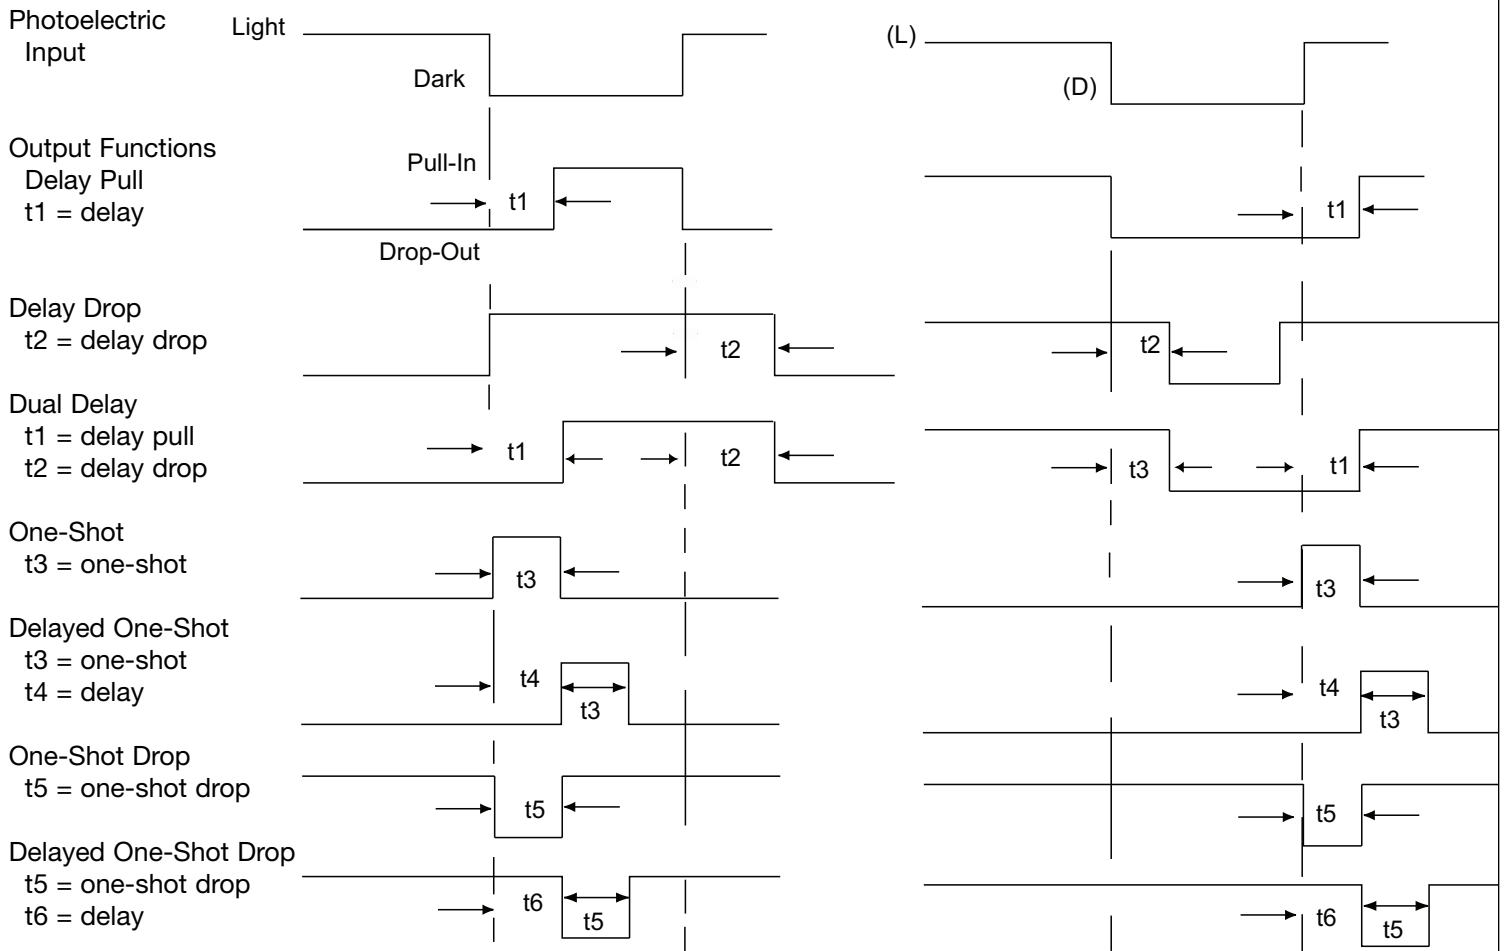 Photoelectric
Input
Light
Dark
(L)
(D)
Output Functions
Delay Pull
t1 = delay
Pull-In
t1
Drop-Out
t1
Delay Drop
t2 = delay drop
t2
t2
Dual Delay
t1 = delay pull
t2 = delay drop
t1
t2
t3
t1
One-Shot
t3 = one-shot
t3
t3
Delayed One-Shot
t3 = one-shot
t4 = delay
t4
t3
t4
t3
One-Shot Drop
t5 = one-shot drop
t5
t5
Delayed One-Shot Drop
t5 = one-shot drop
t6 = delay
t6
t5
t6
t5